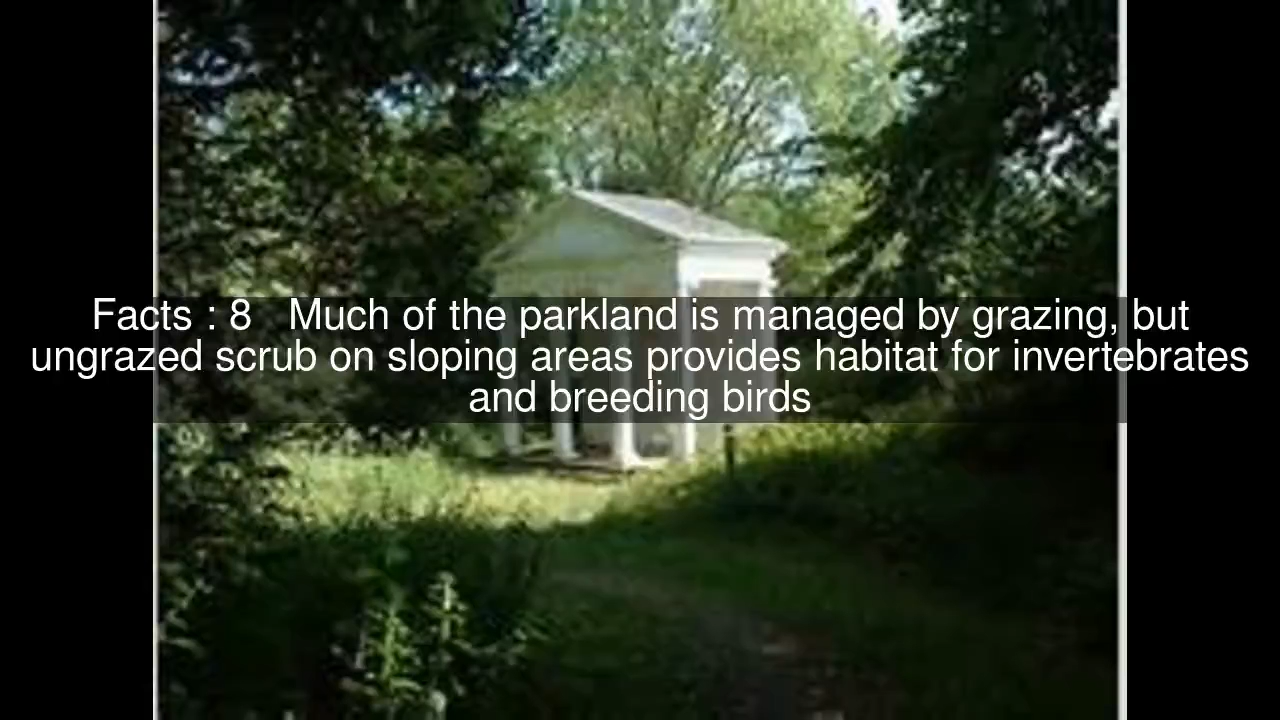 Facts : 8 Much of the parkland is managed by grazing, but
ungrazed scrub on sloping areas provides habitat for invertebrates
and breeding birds